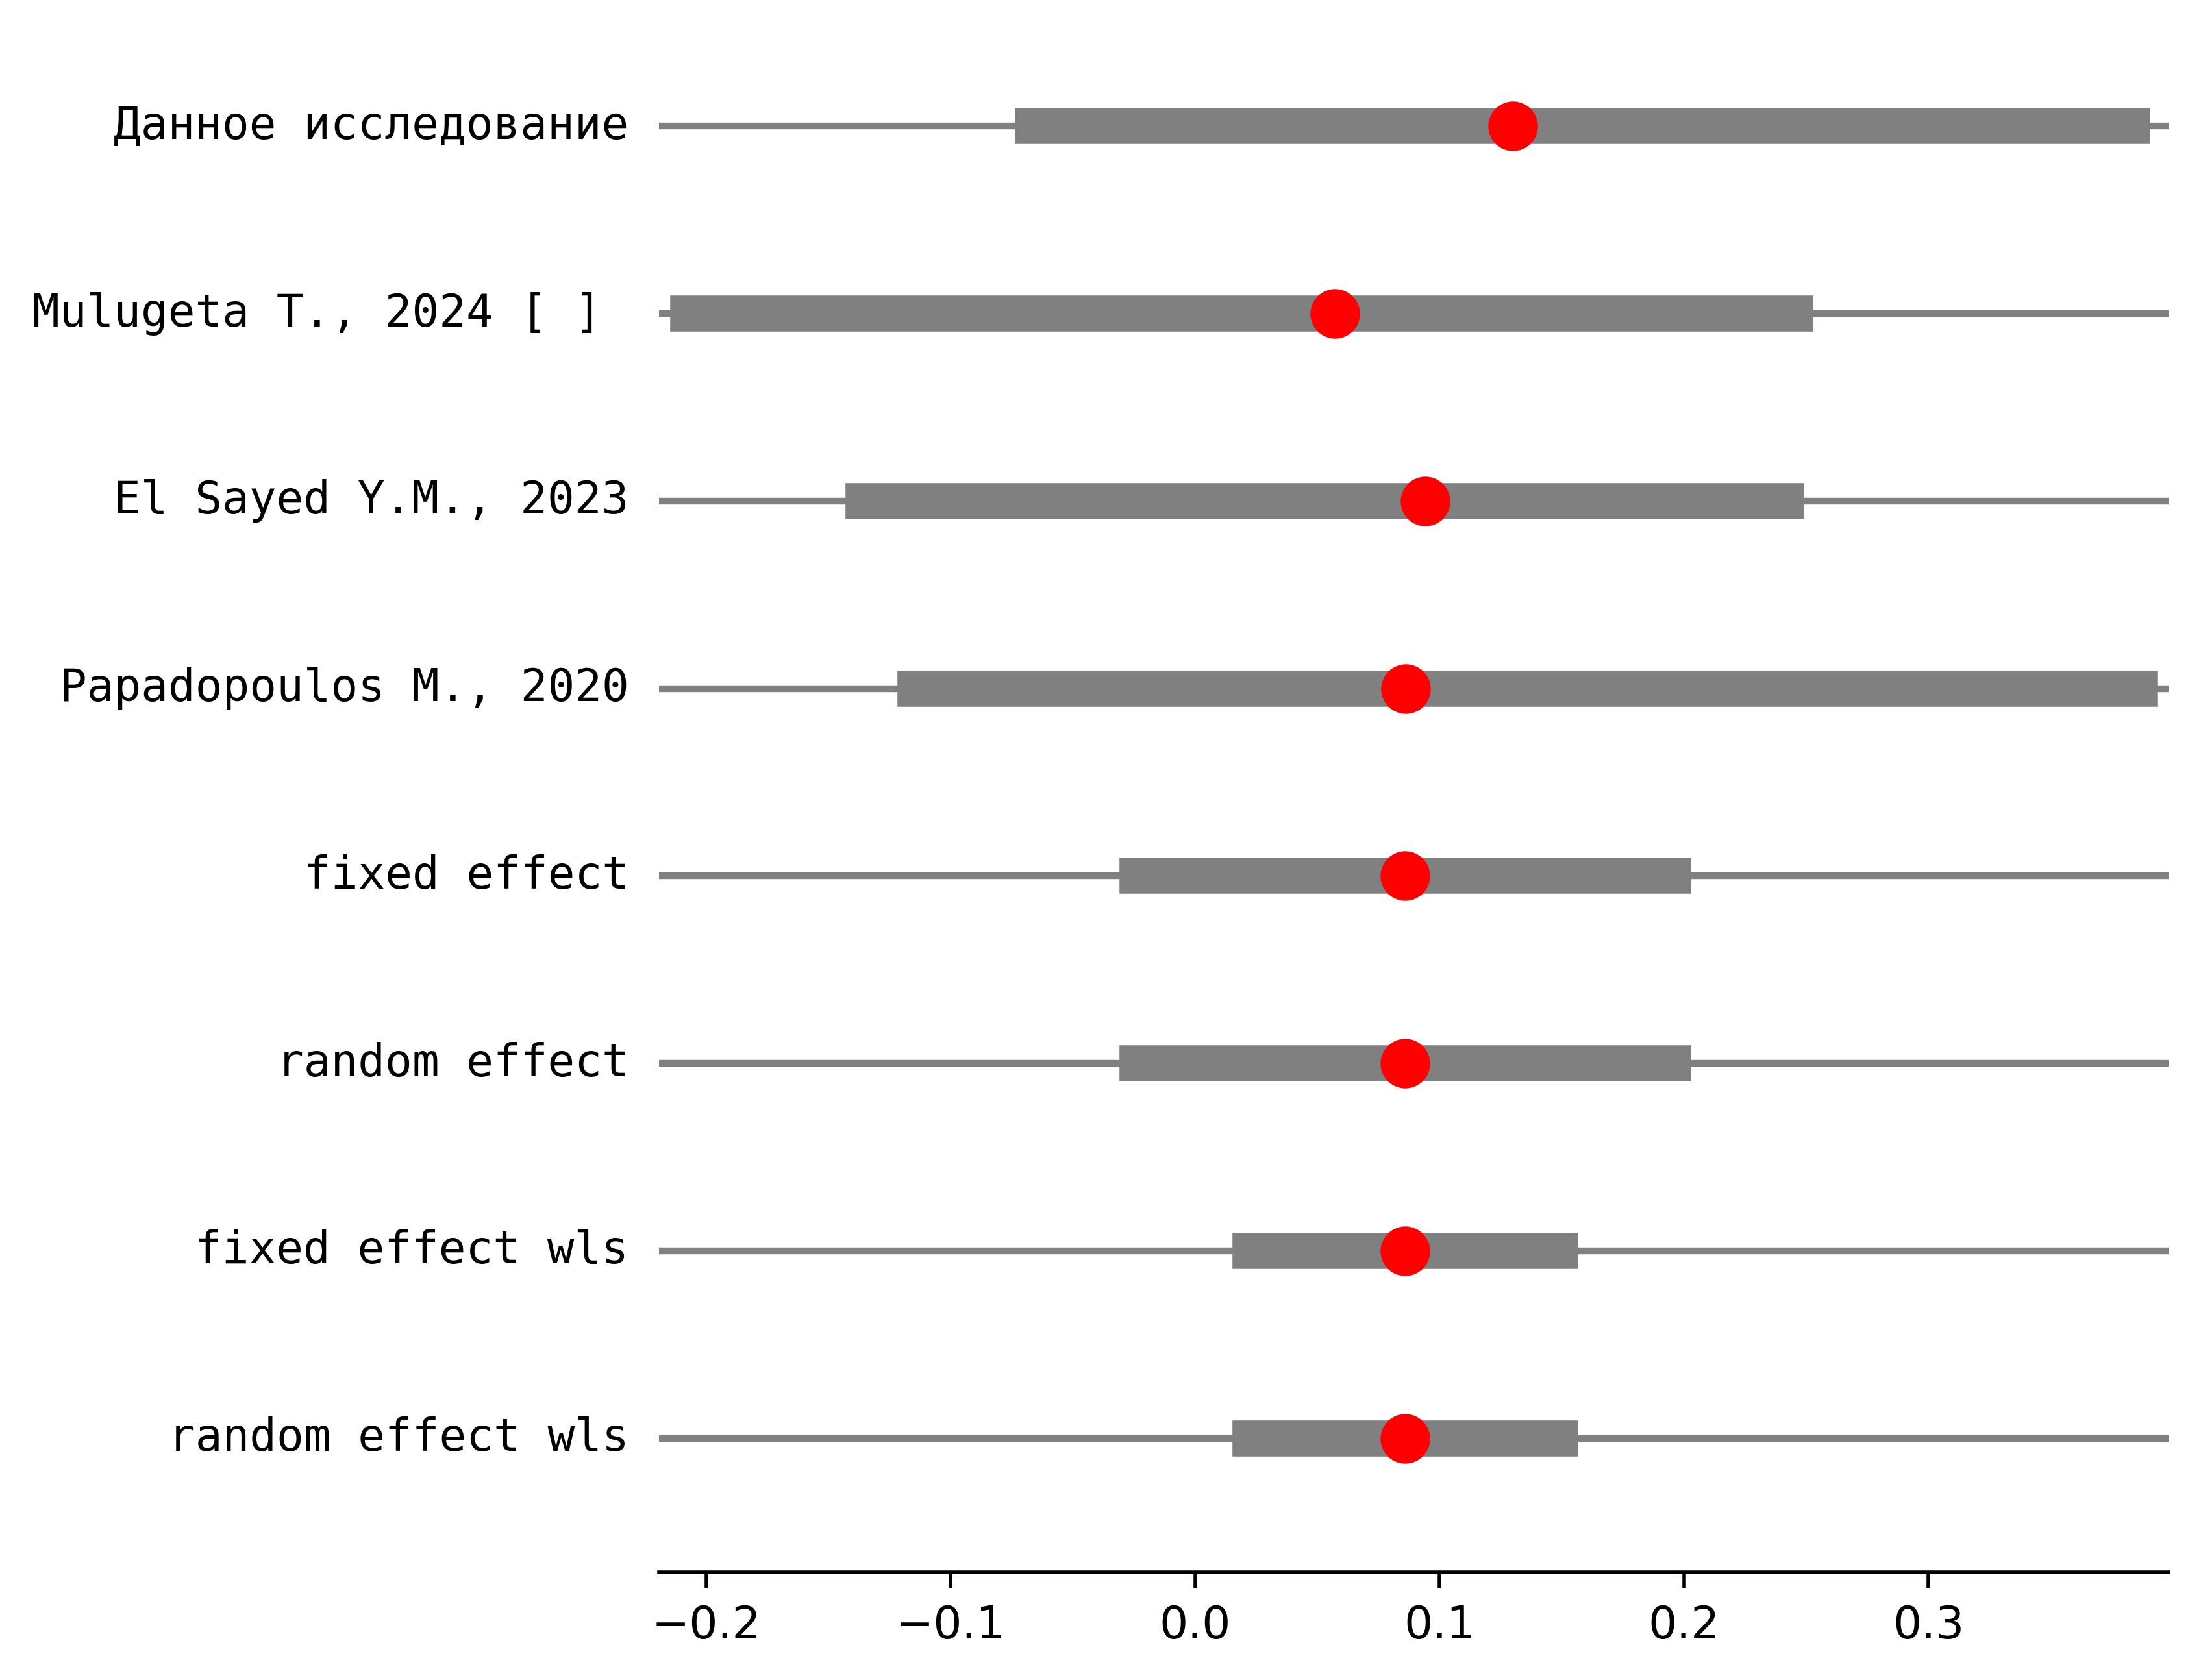 Данное исследование
Mulugeta T., 2024 [ ]
El Sayed Y.M., 2023
Papadopoulos M., 2020
fixed effect
random effect
fixed effect wls
random effect wls
−0.2 −0.1 0.0 0.1 0.2 0.3